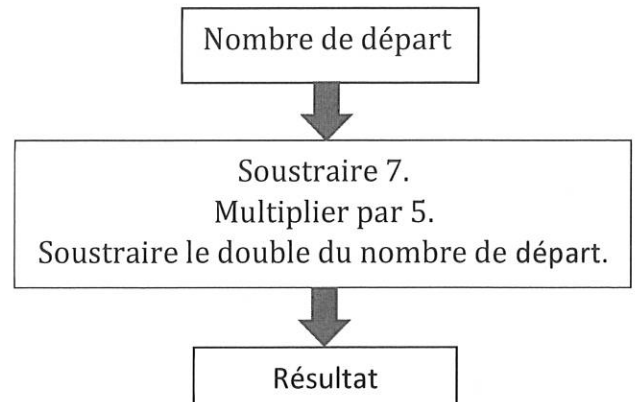 Nombre de départ
Soustraire 7.
Multiplier par 5.
Soustraire le double du nombre de départ.
Résultat